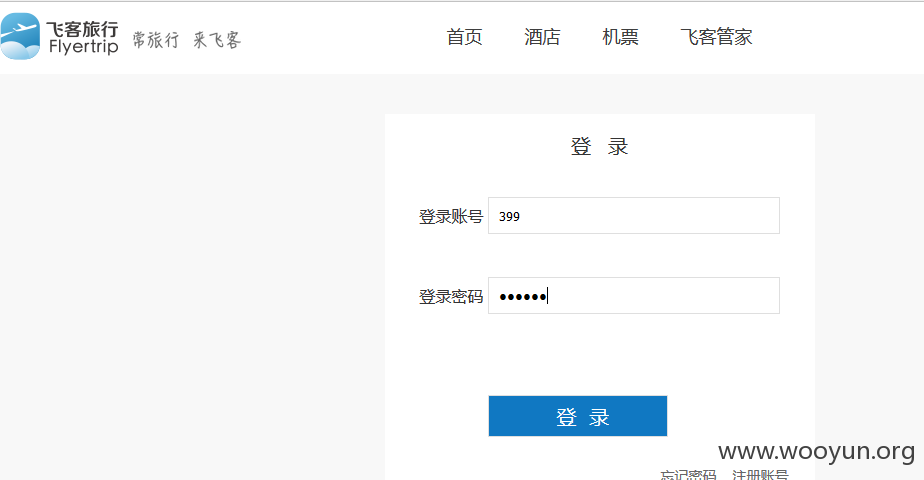 飞客旅行
Flyertrip
常旅行 来飞客
首页 酒店 机票 飞客管家
登 录
登录账号 399
登录密码 ••••••
登 录
www.wooyun.org
忘记密码 注册账号